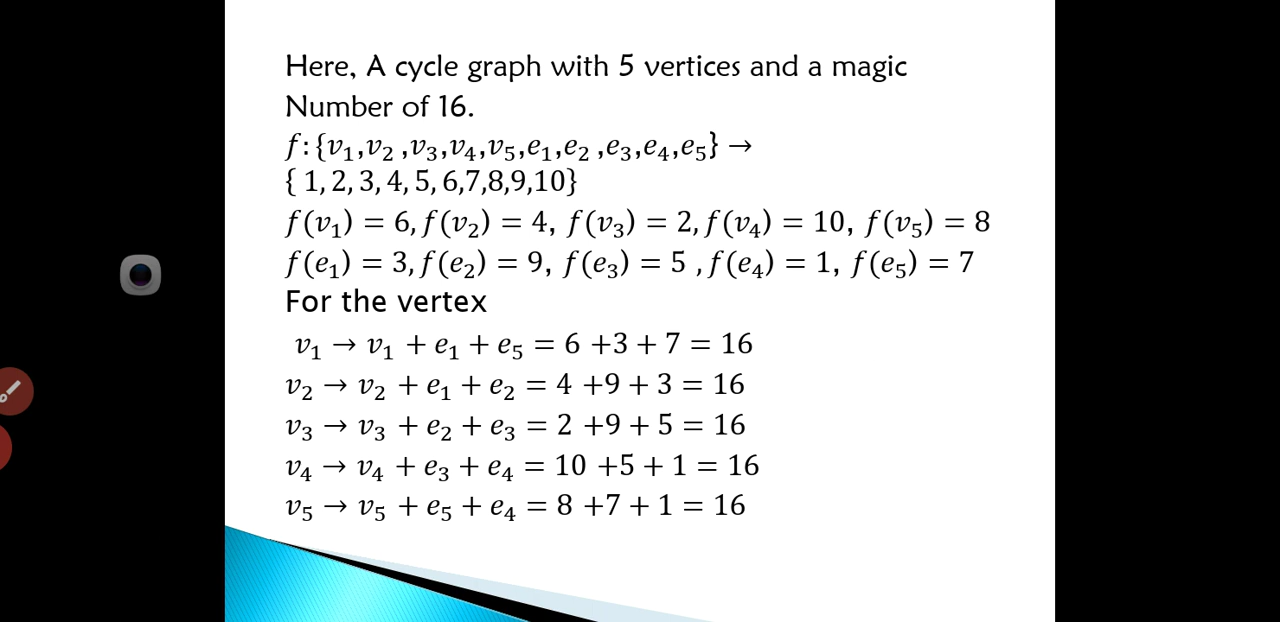 Here, A cycle graph with 5 vertices and a magic
Number of 16.
f:{v₁,v₂ ,v₃,v₄,v₅,e₁,e₂ ,e₃,e₄,e₅} →
{ 1, 2, 3, 4, 5, 6,7,8,9,10}
f(v₁) = 6, f(v₂) = 4, f(v₃) = 2, f(v₄) = 10, f(v₅) = 8
f(e₁) = 3, f(e₂) = 9, f(e₃) = 5 , f(e₄) = 1, f(e₅) = 7
For the vertex
v₁ → v₁ + e₁ + e₅ = 6 +3 + 7 = 16
v₂ → v₂ + e₁ + e₂ = 4 +9 + 3 = 16
v₃ → v₃ + e₂ + e₃ = 2 +9 + 5 = 16
v₄ → v₄ + e₃ + e₄ = 10 +5 + 1 = 16
v₅ → v₅ + e₅ + e₄ = 8 +7 + 1 = 16